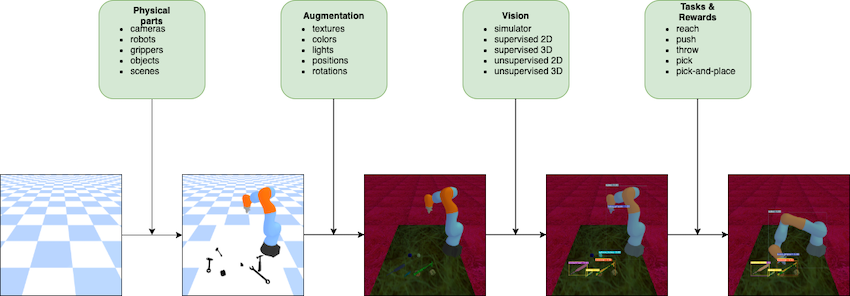 Physical
parts
cameras
robots
grippers
objects
scenes
Augmentation
textures
colors
lights
positions
rotations
Vision
simulator
supervised 2D
supervised 3D
unsupervised 2D
unsupervised 3D
Tasks &
Rewards
reach
push
throw
pick
pick-and-place